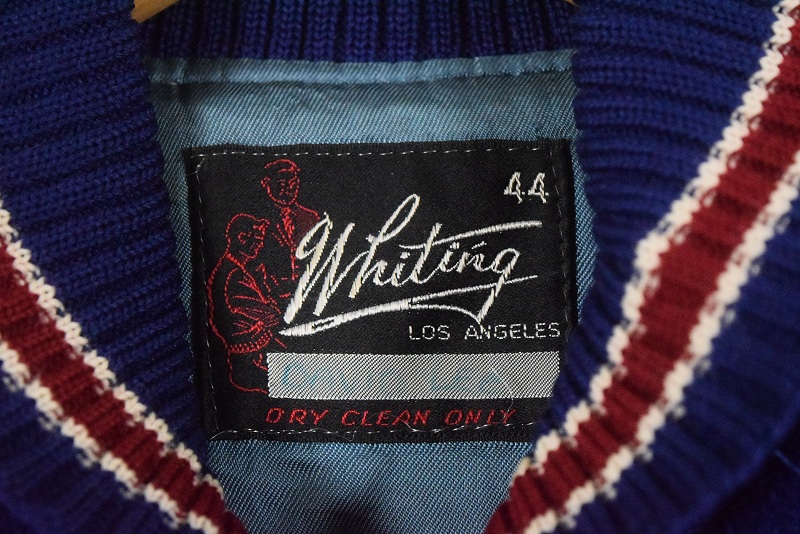 44
Whiting
LOS ANGELES
DRY CLEAN ONLY